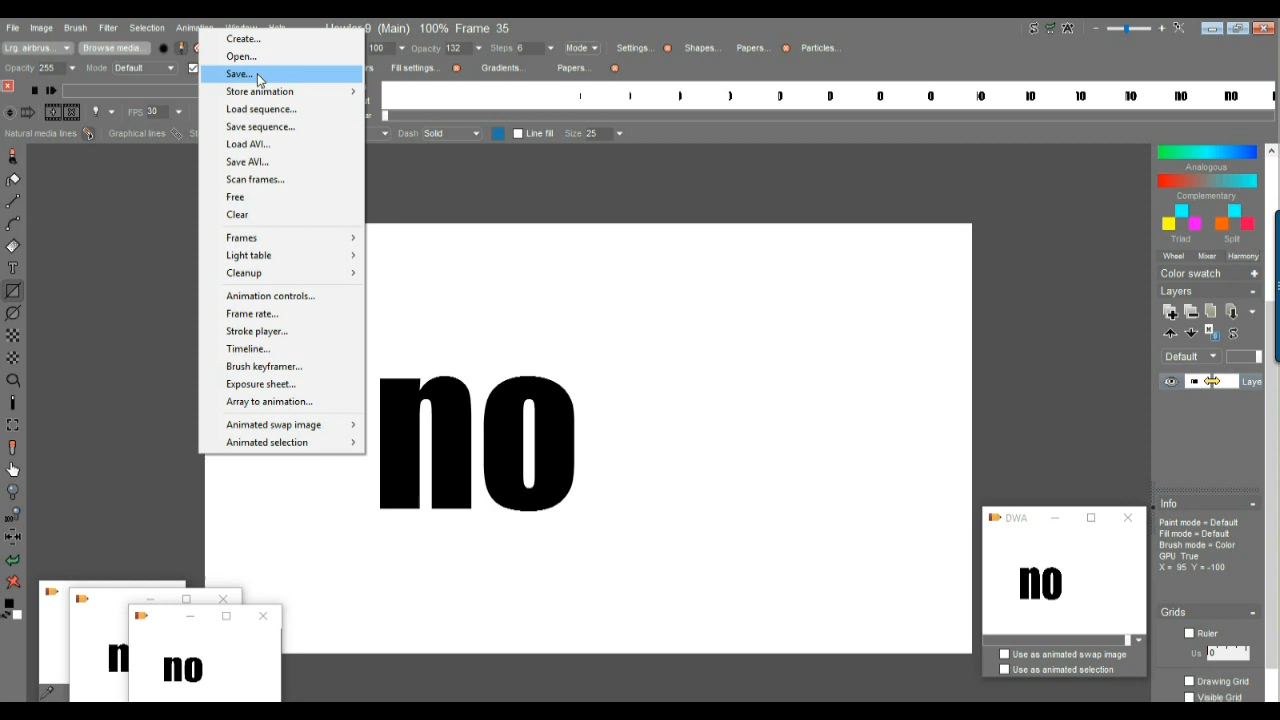 File Image Brush Filter Selection Animation Window Help Howler 9 (Main) 100% Frame 35
Lrg. airbrus... Browse media... 100 Opacity 132 Steps 6 Mode Settings... Shapes... Papers... Particles...
Opacity 255 Mode Default Fill settings... Gradients... Papers...
FPS 30
Natural media lines Graphical lines Dash Solid Line fill Size 25
Create...
Open...
Save...
Store animation
Load sequence...
Save sequence...
Load AVI...
Save AVI...
Scan frames...
Free
Clear
Frames
Light table
Cleanup
Animation controls...
Frame rate...
Stroke player...
Timeline...
Brush keyframer...
Exposure sheet...
Array to animation...
Animated swap image
Animated selection
no
Analogous
Complementary
Triad Split
Wheel Mixer Harmony
Color swatch
Layers
Default
Laye
Info
Paint mode = Default
Fill mode = Default
Brush mode = Color
GPU True
X = 95 Y = -100
Grids
Ruler
Us 0
Drawing Grid
Visible Grid
DWA
no
Use as animated swap image
Use as animated selection
n
no